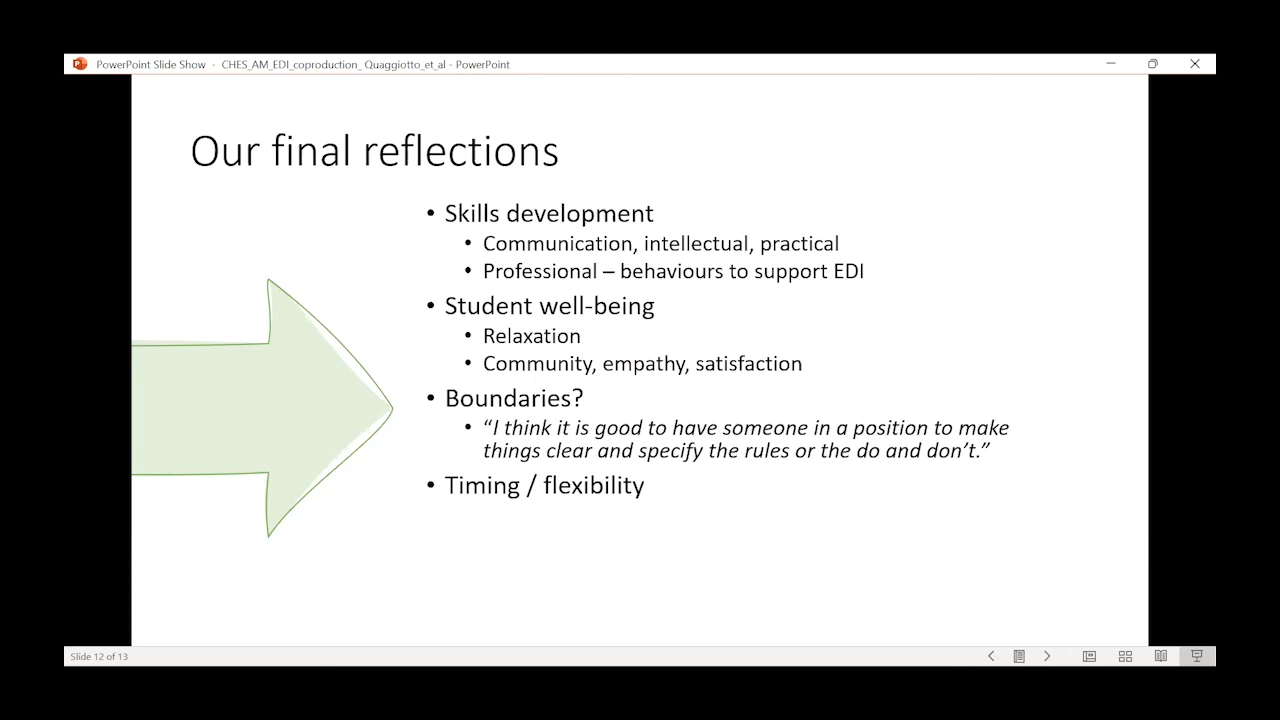 PowerPoint Slide Show - CHES_AM_EDI_coproduction_ Quaggiotto_et_al - PowerPoint
Our final reflections
• Skills development
• Communication, intellectual, practical
• Professional – behaviours to support EDI
• Student well-being
• Relaxation
• Community, empathy, satisfaction
• Boundaries?
• “I think it is good to have someone in a position to make
things clear and specify the rules or the do and don’t.”
• Timing / flexibility
Slide 12 of 13